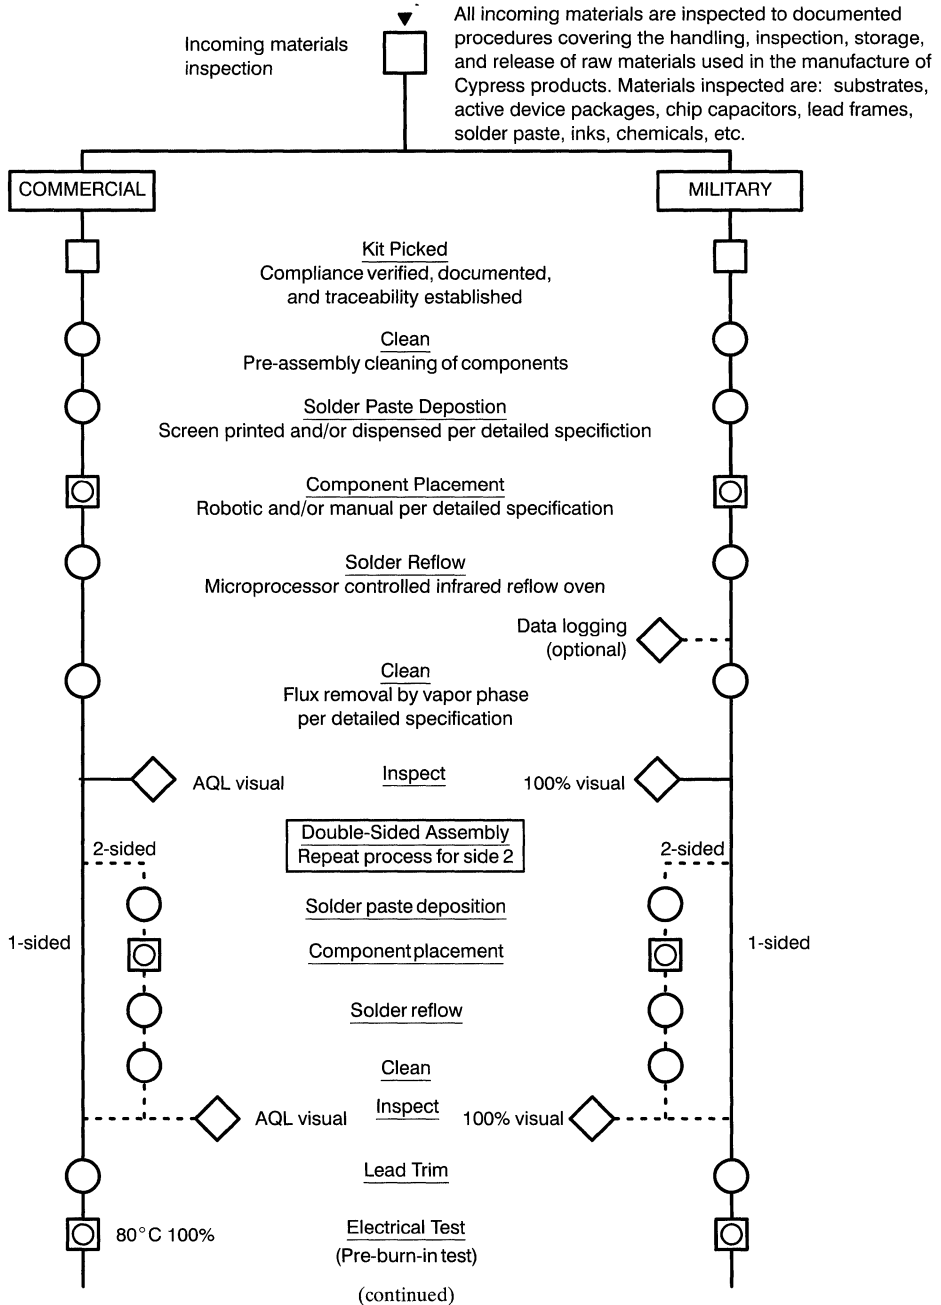 Incoming materials
inspection
All incoming materials are inspected to documented
procedures covering the handling, inspection, storage,
and release of raw materials used in the manufacture of
Cypress products. Materials inspected are: substrates,
active device packages, chip capacitors, lead frames,
solder paste, inks, chemicals, etc.
COMMERCIAL
MILITARY
Kit Picked
Compliance verified, documented,
and traceability established
Clean
Pre-assembly cleaning of components
Solder Paste Depostion
Screen printed and/or dispensed per detailed specifiction
Component Placement
Robotic and/or manual per detailed specification
Solder Reflow
Microprocessor controlled infrared reflow oven
Data logging
(optional)
Clean
Flux removal by vapor phase
per detailed specification
AQL visual
Inspect
100% visual
Double-Sided Assembly
Repeat process for side 2
2-sided
2-sided
Solder paste deposition
1-sided
Component placement
1-sided
Solder reflow
Clean
AQL visual
Inspect
100% visual
Lead Trim
80°C 100%
Electrical Test
(Pre-burn-in test)
(continued)